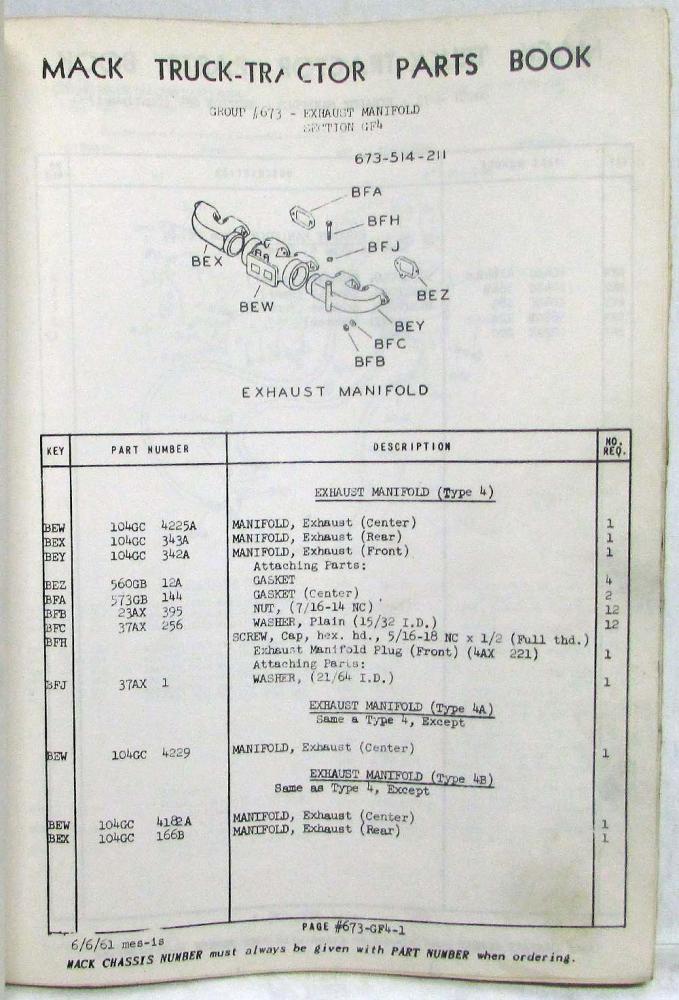 MACK TRUCK-TRACTOR PARTS BOOK
GROUP #673 - EXHAUST MANIFOLD
SECTION GF4
673-514-211
BFA
BFH
BFJ
BEX
BEZ
BEW
BEY
BFC
BFB
EXHAUST MANIFOLD
KEY PART NUMBER DESCRIPTION NO. REQ.
EXHAUST MANIFOLD (Type 4)
BEW 104GC 4225A MANIFOLD, Exhaust (Center) 1
BEX 104GC 343A MANIFOLD, Exhaust (Rear) 1
BEY 104GC 342A MANIFOLD, Exhaust (Front) 1
Attaching Parts:
BEZ 560GB 12A GASKET 4
BFA 573GB 144 GASKET (Center) 2
BFB 23AX 395 NUT, (7/16-14 NC) 12
BFC 37AX 256 WASHER, Plain (15/32 I.D.) 12
BFH SCREW, Cap, hex. hd., 5/16-18 NC x 1/2 (Full thd.)
Exhaust Manifold Plug (Front) (4AX 221) 1
Attaching Parts:
BFJ 37AX 1 WASHER, (21/64 I.D.) 1
EXHAUST MANIFOLD (Type 4A)
Same a Type 4, Except
BEW 104GC 4229 MANIFOLD, Exhaust (Center) 1
EXHAUST MANIFOLD (Type 4B)
Same as Type 4, Except
BEW 104GC 4182A MANIFOLD, Exhaust (Center) 1
BEX 104GC 166B MANIFOLD, Exhaust (Rear) 1
PAGE #673-GF4-1
6/6/61 mes-1s
MACK CHASSIS NUMBER must always be given with PART NUMBER when ordering.